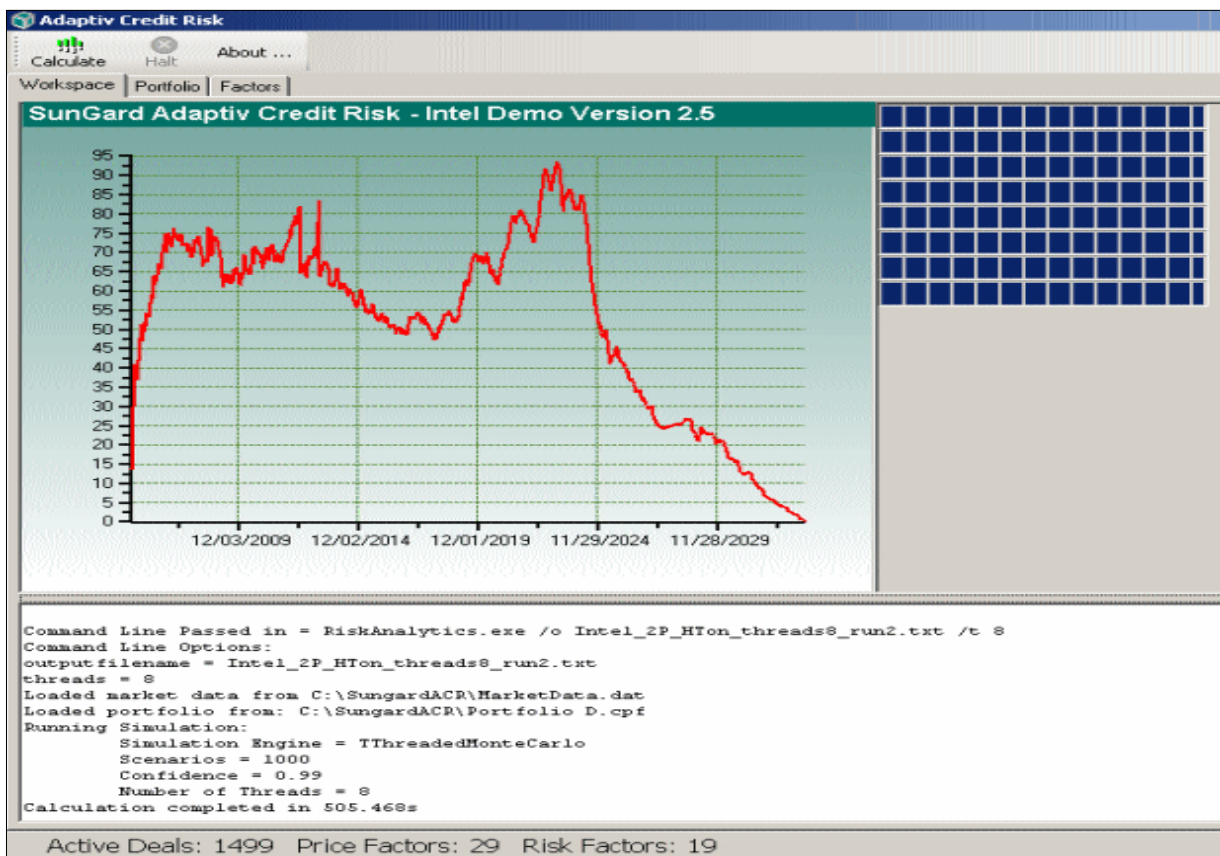 Adaptiv Credit Risk
Calculate Halt About ...
Workspace Portfolio Factors
SunGard Adaptiv Credit Risk - Intel Demo Version 2.5
95
90
85
80
75
70
65
60
55
50
45
40
35
30
25
20
15
10
5
0
12/03/2009 12/02/2014 12/01/2019 11/29/2024 11/28/2029
Command Line Passed in = RiskAnalytics.exe /o Intel_2P_HTon_threads8_run2.txt /t 8
Command Line Options:
outputfilename = Intel_2P_HTon_threads8_run2.txt
threads = 8
Loaded market data from C:\SungardACR\MarketData.dat
Loaded portfolio from: C:\SungardACR\Portfolio D.cpf
Running Simulation:
Simulation Engine = TThreadedMonteCarlo
Scenarios = 1000
Confidence = 0.99
Number of Threads = 8
Calculation completed in 505.468s
Active Deals: 1499 Price Factors: 29 Risk Factors: 19